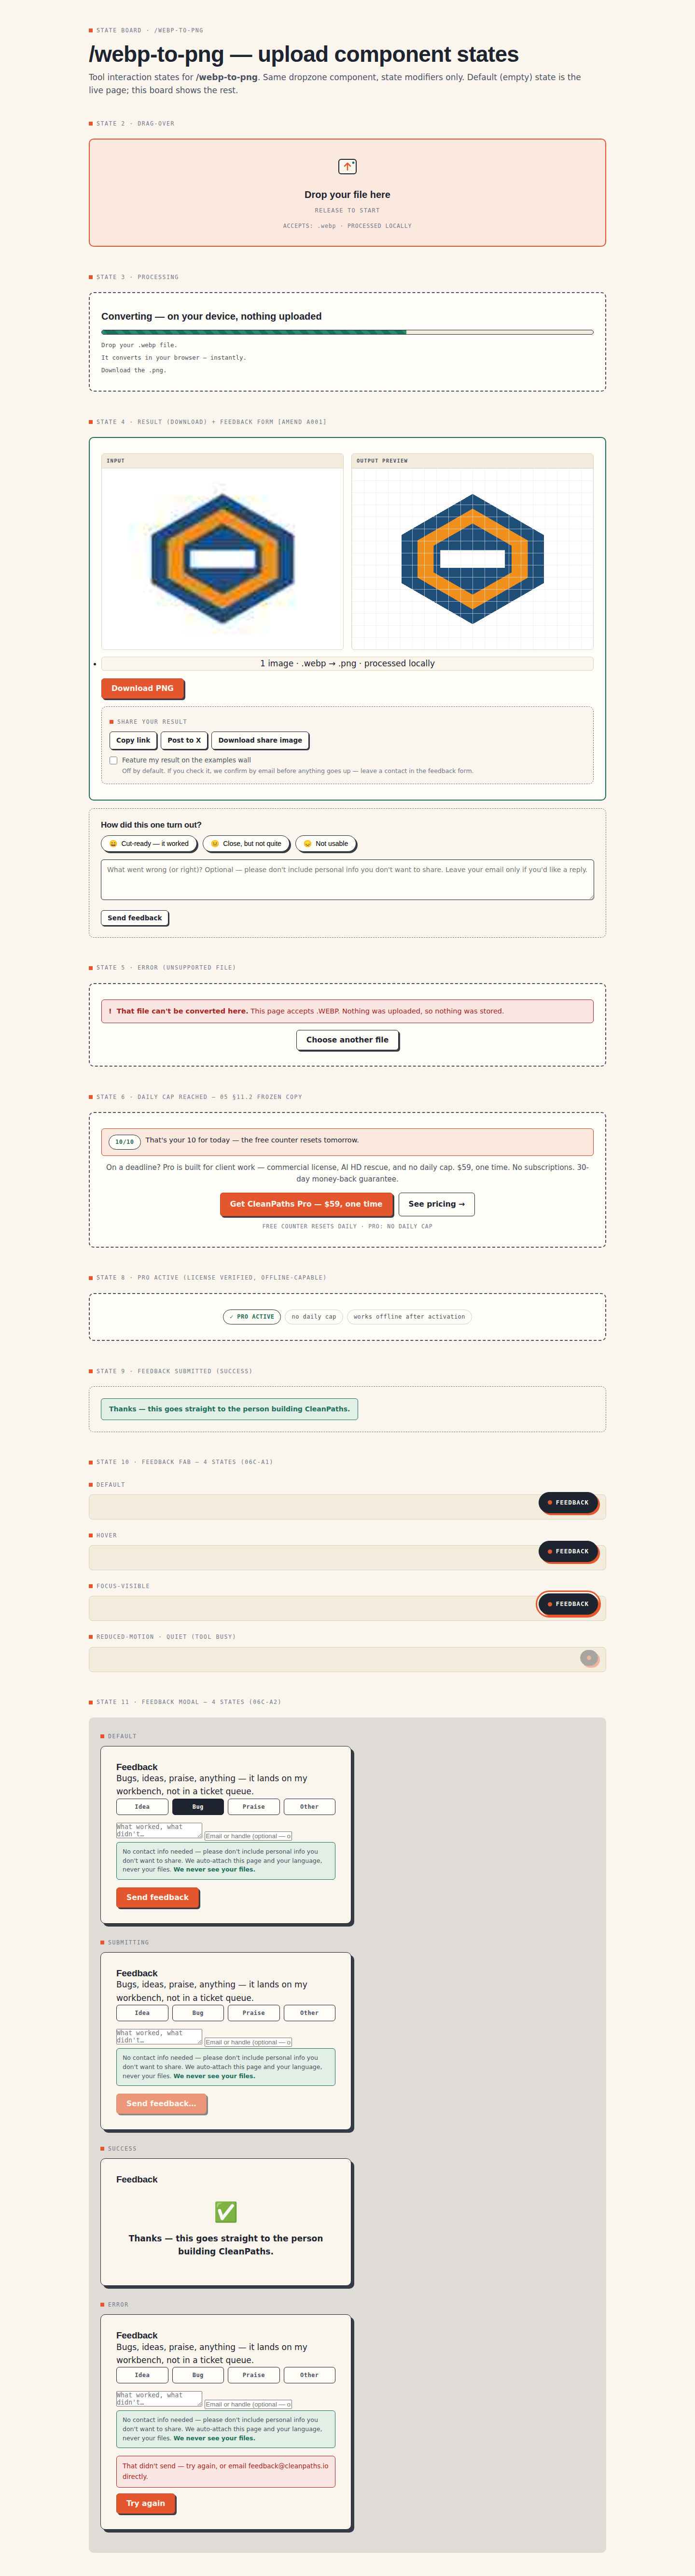 STATE BOARD · /WEBP-TO-PNG
/webp-to-png — upload component states
Tool interaction states for /webp-to-png. Same dropzone component, state modifiers only. Default (empty) state is the
live page; this board shows the rest.
STATE 2 · DRAG-OVER
Drop your file here
RELEASE TO START
ACCEPTS: .webp · PROCESSED LOCALLY
STATE 3 · PROCESSING
Converting — on your device, nothing uploaded
Drop your .webp file.
It converts in your browser — instantly.
Download the .png.
STATE 4 · RESULT (DOWNLOAD) + FEEDBACK FORM [AMEND A001]
INPUT
OUTPUT PREVIEW
1 image · .webp → .png · processed locally
Download PNG
SHARE YOUR RESULT
Copy link
Post to X
Download share image
Feature my result on the examples wall
Off by default. If you check it, we confirm by email before anything goes up — leave a contact in the feedback form.
How did this one turn out?
😄 Cut-ready — it worked
😐 Close, but not quite
😞 Not usable
What went wrong (or right)? Optional — please don't include personal info you don't want to share. Leave your email only if you'd like a reply.
Send feedback
STATE 5 · ERROR (UNSUPPORTED FILE)
! That file can't be converted here. This page accepts .WEBP. Nothing was uploaded, so nothing was stored.
Choose another file
STATE 6 · DAILY CAP REACHED — 05 §11.2 FROZEN COPY
10/10 That's your 10 for today — the free counter resets tomorrow.
On a deadline? Pro is built for client work — commercial license, AI HD rescue, and no daily cap. $59, one time. No subscriptions. 30-
day money-back guarantee.
Get CleanPaths Pro — $59, one time
See pricing →
FREE COUNTER RESETS DAILY · PRO: NO DAILY CAP
STATE 8 · PRO ACTIVE (LICENSE VERIFIED, OFFLINE-CAPABLE)
✓ PRO ACTIVE
no daily cap
works offline after activation
STATE 9 · FEEDBACK SUBMITTED (SUCCESS)
Thanks — this goes straight to the person building CleanPaths.
STATE 10 · FEEDBACK FAB — 4 STATES (06C-A1)
DEFAULT
FEEDBACK
HOVER
FEEDBACK
FOCUS-VISIBLE
FEEDBACK
REDUCED-MOTION · QUIET (TOOL BUSY)
STATE 11 · FEEDBACK MODAL — 4 STATES (06C-A2)
DEFAULT
Feedback
Bugs, ideas, praise, anything — it lands on my
workbench, not in a ticket queue.
Idea
Bug
Praise
Other
What worked, what
didn't…
Email or handle (optional — o
No contact info needed — please don't include personal info you
don't want to share. We auto-attach this page and your language,
never your files. We never see your files.
Send feedback
SUBMITTING
Feedback
Bugs, ideas, praise, anything — it lands on my
workbench, not in a ticket queue.
Idea
Bug
Praise
Other
What worked, what
didn't…
Email or handle (optional — o
No contact info needed — please don't include personal info you
don't want to share. We auto-attach this page and your language,
never your files. We never see your files.
Send feedback…
SUCCESS
Feedback
Thanks — this goes straight to the person
building CleanPaths.
ERROR
Feedback
Bugs, ideas, praise, anything — it lands on my
workbench, not in a ticket queue.
Idea
Bug
Praise
Other
What worked, what
didn't…
Email or handle (optional — o
No contact info needed — please don't include personal info you
don't want to share. We auto-attach this page and your language,
never your files. We never see your files.
That didn't send — try again, or email feedback@cleanpaths.io
directly.
Try again